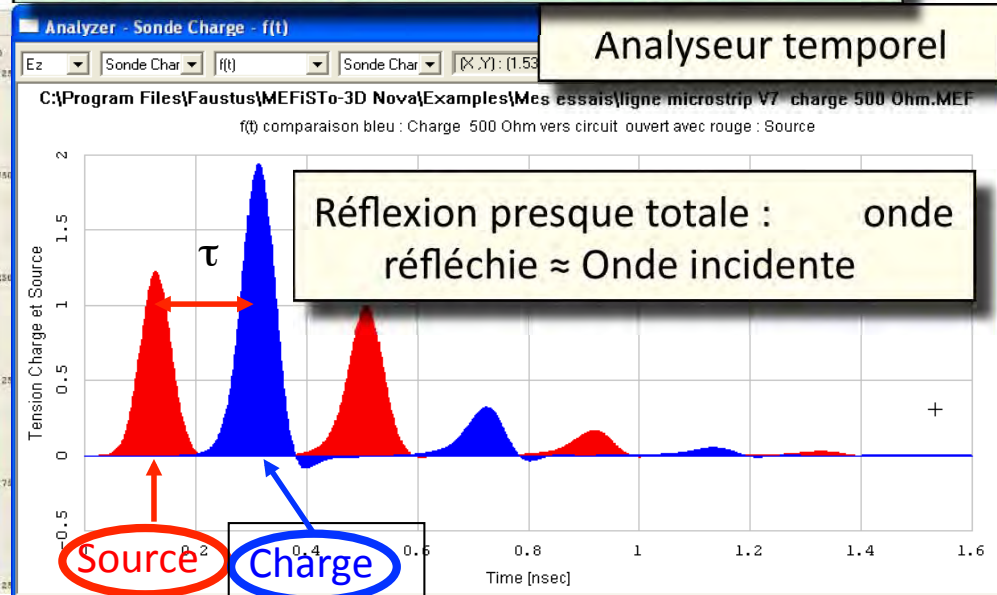 Analyzer - Sonde Charge - f(t)
Analyseur temporel
Ez
Sonde Char
f(t)
Sonde Char
(X,Y) : (1.53
C:\Program Files\Faustus\MEFiSTo-3D Nova\Examples\Mes essais\ligne microstrip V7 charge 500 Ohm.MEF
f(t) comparaison bleu : Charge 500 Ohm vers circuit ouvert avec rouge : Source
Réflexion presque totale : onde
réfléchie ≈ Onde incidente
τ
Tension Charge et Source
2
1.5
1
0.5
0
-0.5
0.2
0.4
0.6
0.8
1
1.2
1.4
1.6
Source
Charge
Time [nsec]